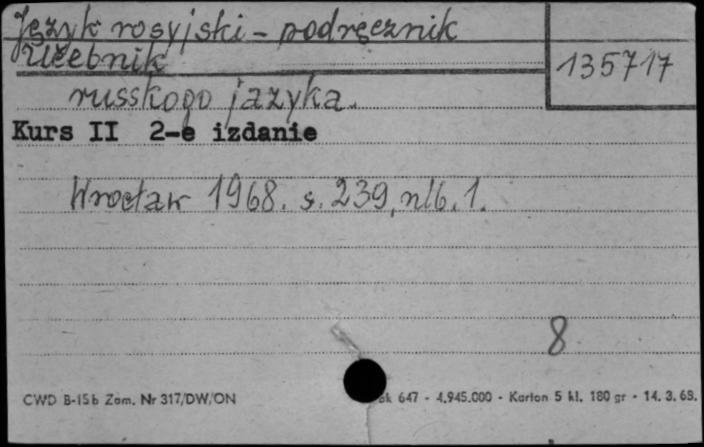 Język rosyjski - podręcznik
Učebnik
135717
russkogo jazyka.
Kurs II 2-e izdanie
Wrocław 1968. s. 239, nlb. 1.
8
CWD B-15b Zam. Nr 317/DW/ON
647 - 4.945.000 - Karton 5 kl. 180 gr - 14. 3. 68.